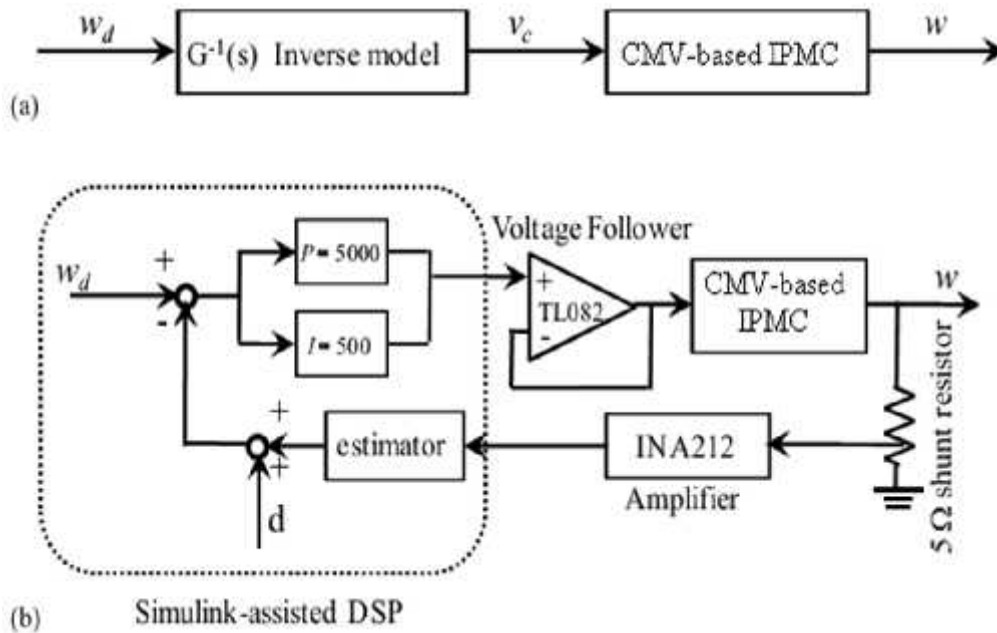 w_d
G⁻¹(s) Inverse model
v_c
CMV-based IPMC
w
(a)
Voltage Follower
P = 5000
w_d
+
-
I = 500
+
TL082
-
CMV-based
IPMC
w
+
+
estimator
INA212
Amplifier
d
5 Ω shunt resistor
Simulink-assisted DSP
(b)